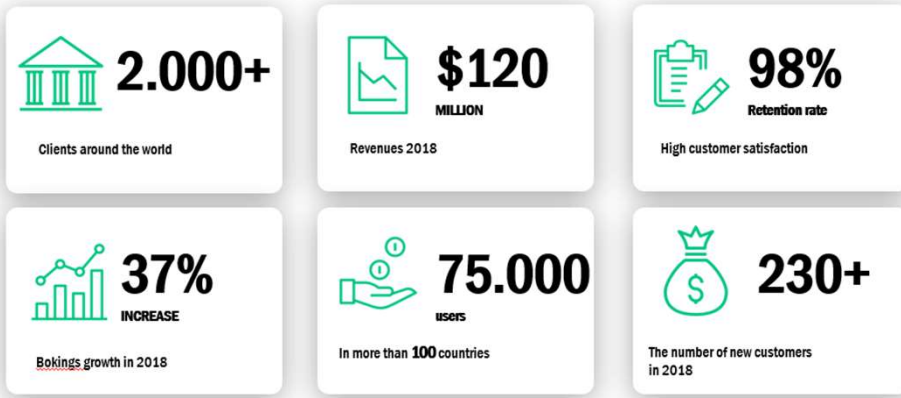 2.000+
Clients around the world
$120
MILLION
Revenues 2018
98%
Retention rate
High customer satisfaction
37%
INCREASE
Bokings growth in 2018
75.000
users
In more than 100 countries
$
230+
The number of new customers
in 2018